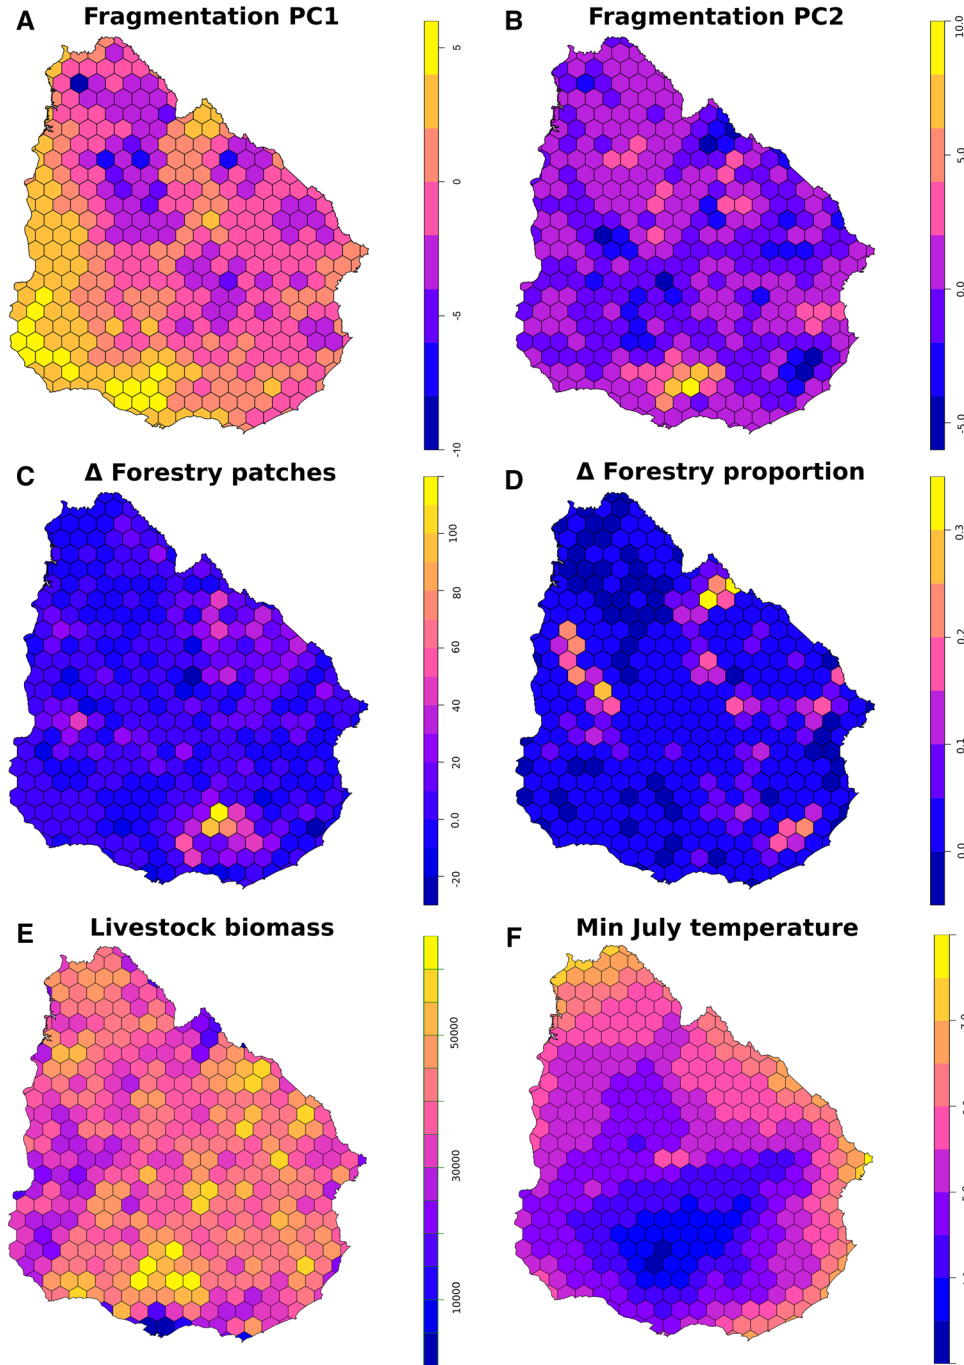 A
Fragmentation PC1
B
Fragmentation PC2
5
0
-5
-10
10.0
5.0
0.0
-5.0
C
Δ Forestry patches
D
Δ Forestry proportion
100
80
60
40
20
0.0
-20
0.3
0.2
0.1
0.0
E
Livestock biomass
F
Min July temperature
50000
30000
10000